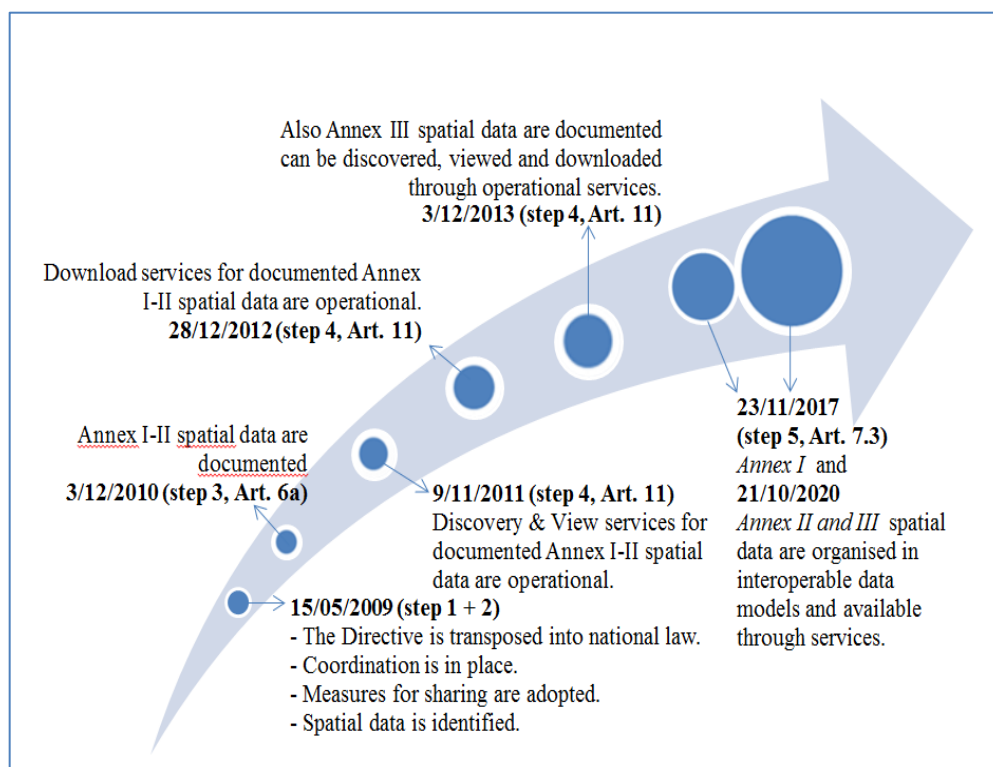 Also Annex III spatial data are documented
can be discovered, viewed and downloaded
through operational services.
3/12/2013 (step 4, Art. 11)
Download services for documented Annex
I-II spatial data are operational.
28/12/2012 (step 4, Art. 11)
Annex I-II spatial data are
documented
3/12/2010 (step 3, Art. 6a)
23/11/2017
(step 5, Art. 7.3)
Annex I and
21/10/2020
Annex II and III spatial
data are organised in
interoperable data
models and available
through services.
9/11/2011 (step 4, Art. 11)
Discovery & View services for
documented Annex I-II spatial
data are operational.
15/05/2009 (step 1 + 2)
- The Directive is transposed into national law.
- Coordination is in place.
- Measures for sharing are adopted.
- Spatial data is identified.